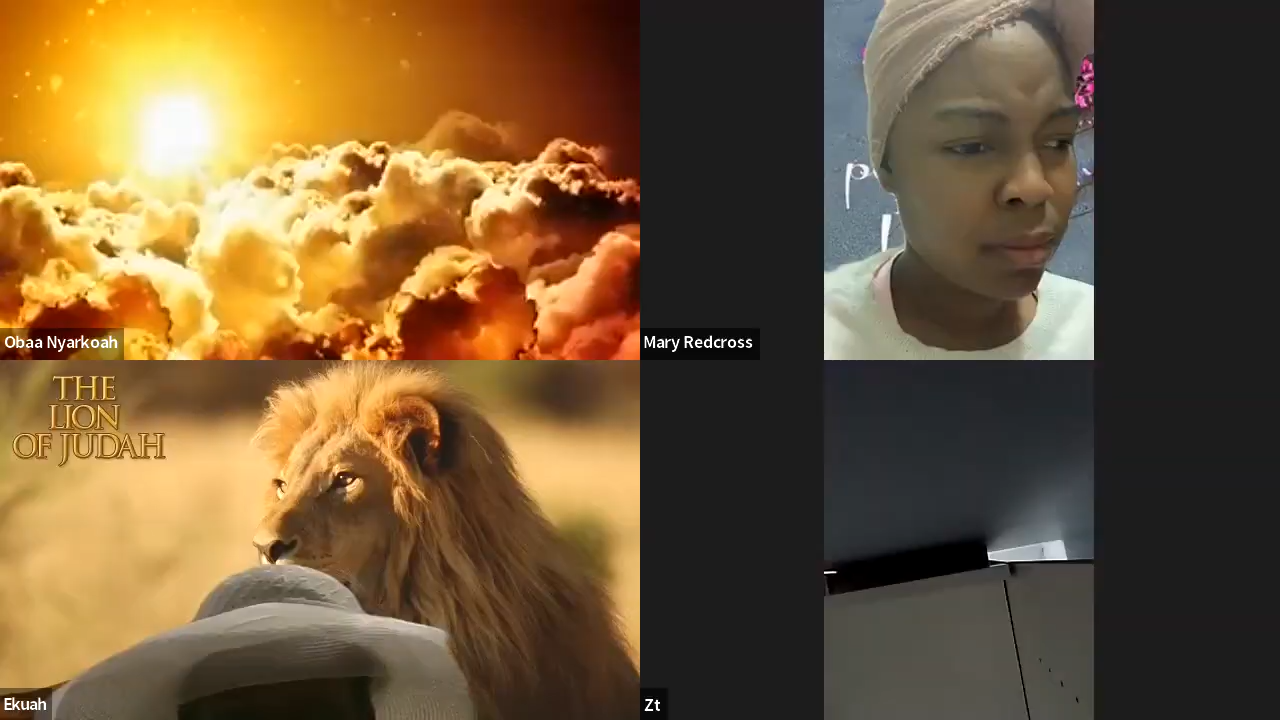 Obaa Nyarkoah
Mary Redcross
THE
LION
OF JUDAH
Ekuah
Zt